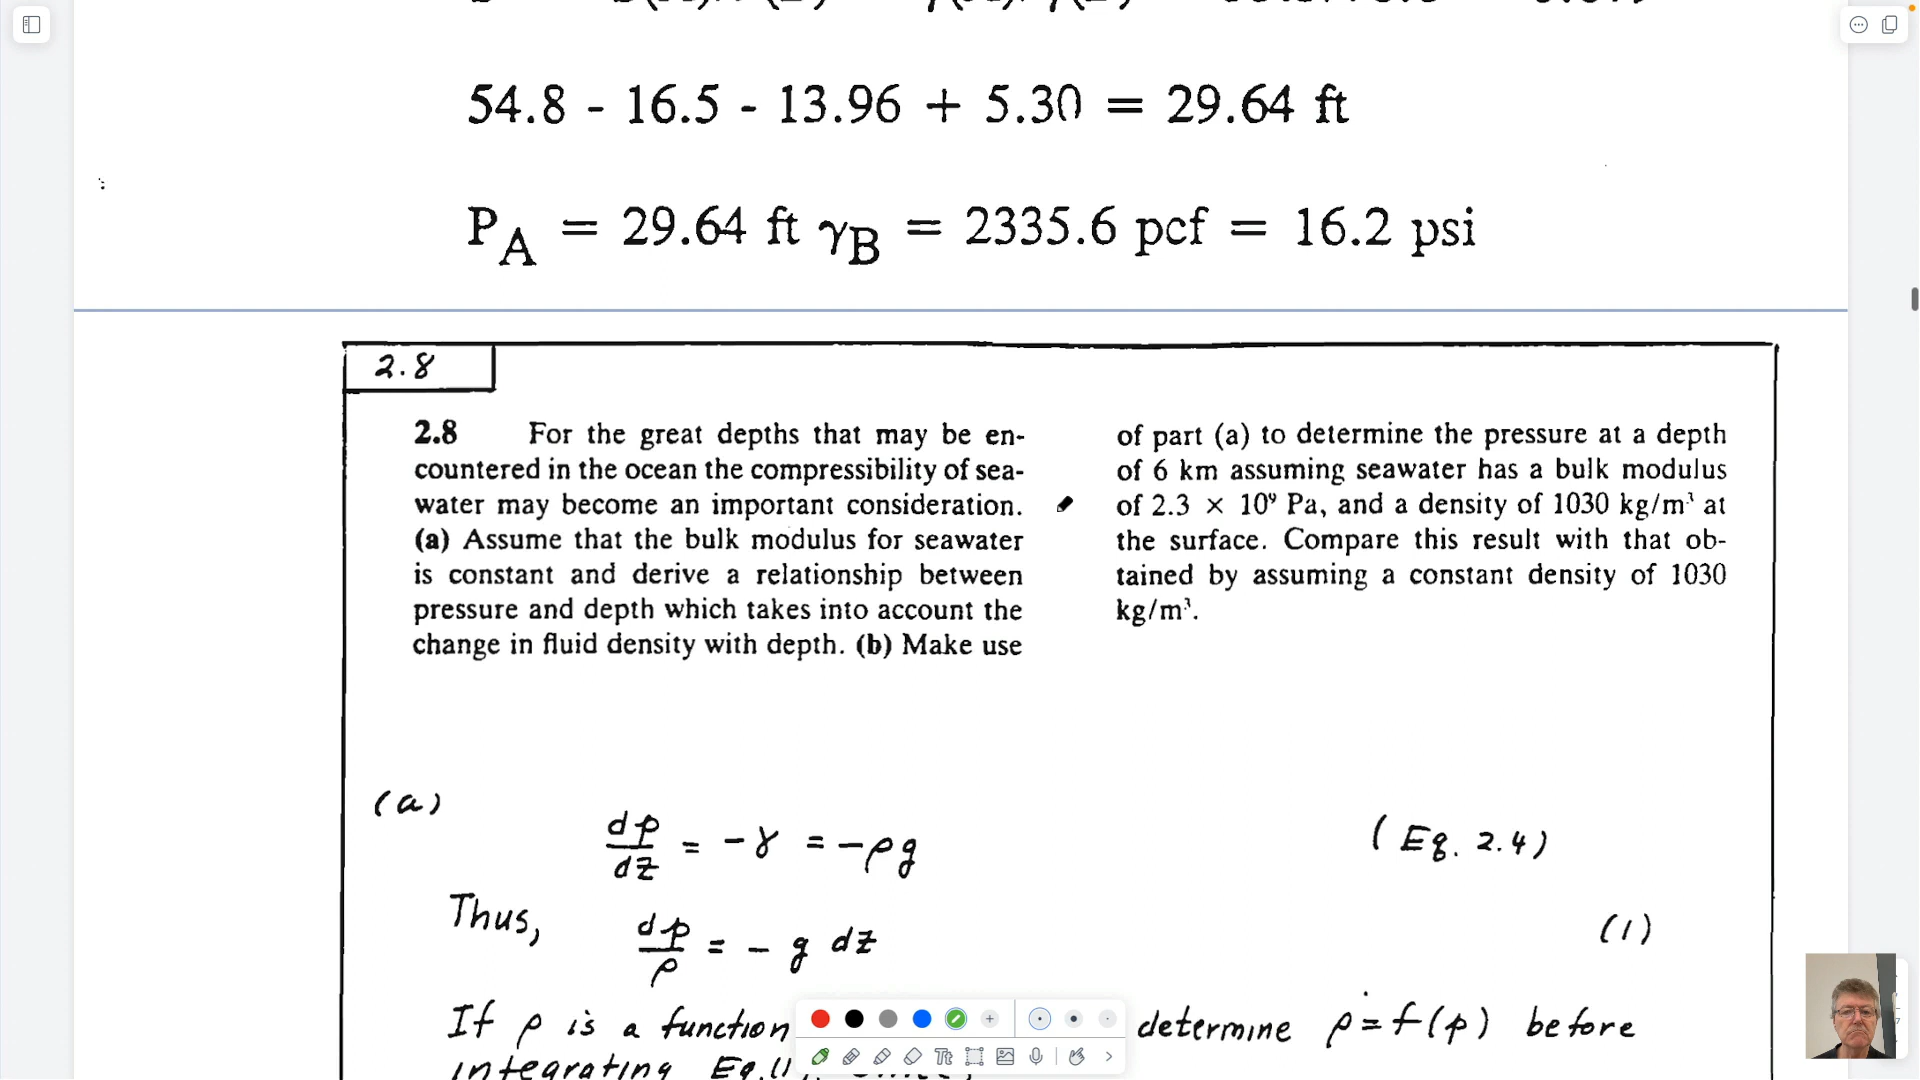 54.8 - 16.5 - 13.96 + 5.30 = 29.64 ft
P_A = 29.64 ft γ_B = 2335.6 pcf = 16.2 psi
2.8
2.8 For the great depths that may be en-
countered in the ocean the compressibility of sea-
water may become an important consideration.
(a) Assume that the bulk modulus for seawater
is constant and derive a relationship between
pressure and depth which takes into account the
change in fluid density with depth. (b) Make use
of part (a) to determine the pressure at a depth
of 6 km assuming seawater has a bulk modulus
of 2.3 × 10⁹ Pa, and a density of 1030 kg/m³ at
the surface. Compare this result with that ob-
tained by assuming a constant density of 1030
kg/m³.
(a)
dp/dz = -γ = -ρg (Eq. 2.4)
Thus, dp/ρ = - g dz (1)
If ρ is a function determine ρ = f(p) before
integrating Eq.(1).
Tt